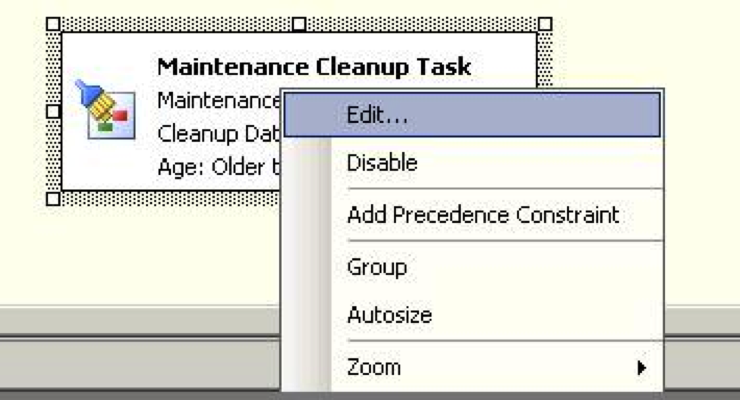 Maintenance Cleanup Task
Maintenance
Cleanup Dat
Age: Older t
Edit...
Disable
Add Precedence Constraint
Group
Autosize
Zoom